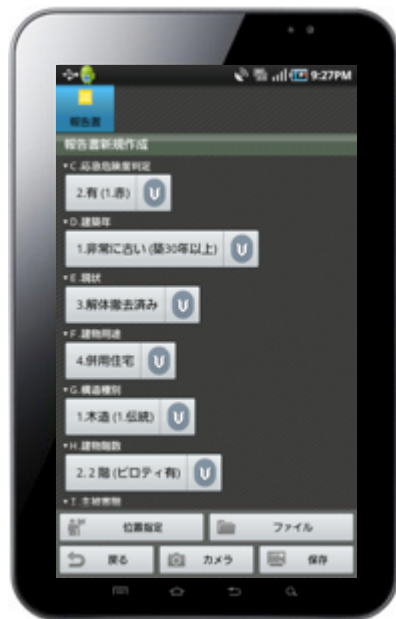 9:27PM
報告書
報告書新規作成
▾C.応急危険度判定
2.有 (1.赤)
▾D.建築年
1.非常に古い (築30年以上)
▾E.現状
3.解体撤去済み
▾F.建物用途
4.併用住宅
▾G.構造種別
1.木造 (1.伝統)
▾H.建物階数
2. 2 階 (ピロティ有)
▾I.主被害物
位置指定
ファイル
戻る
カメラ
保存